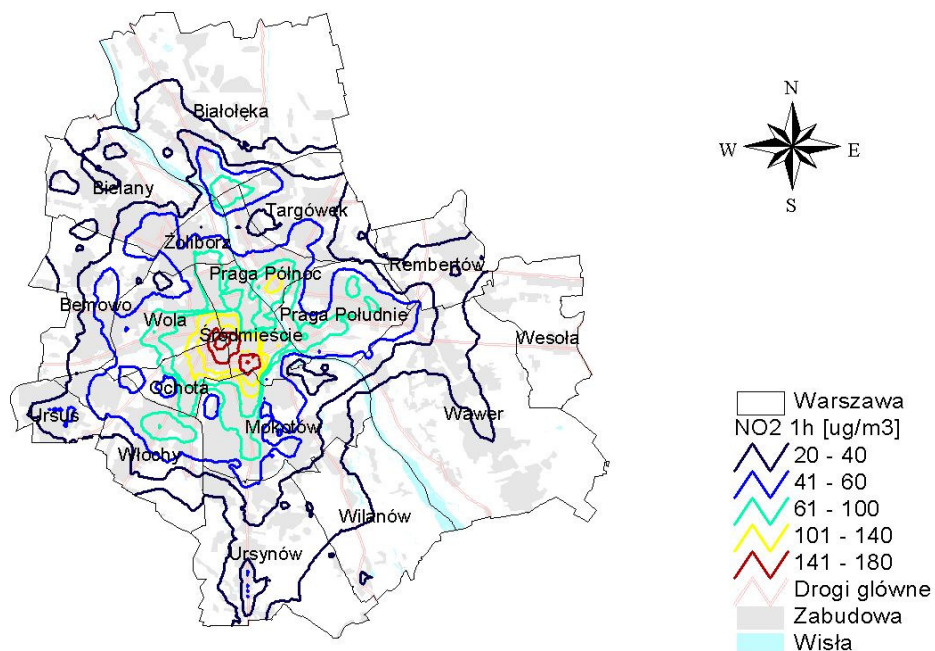 N
W
E
S
Białołęka
Bielany
Targówek
Żoliborz
Rembertów
Praga Północ
Bemowo
Wola
Praga Południe
Śródmieście
Wesoła
Ochota
Ursus
Mokotów
Wawer
Włochy
Wilanów
Ursynów
Warszawa
NO2 1h [ug/m3]
20 - 40
41 - 60
61 - 100
101 - 140
141 - 180
Drogi glówne
Zabudowa
Wisła